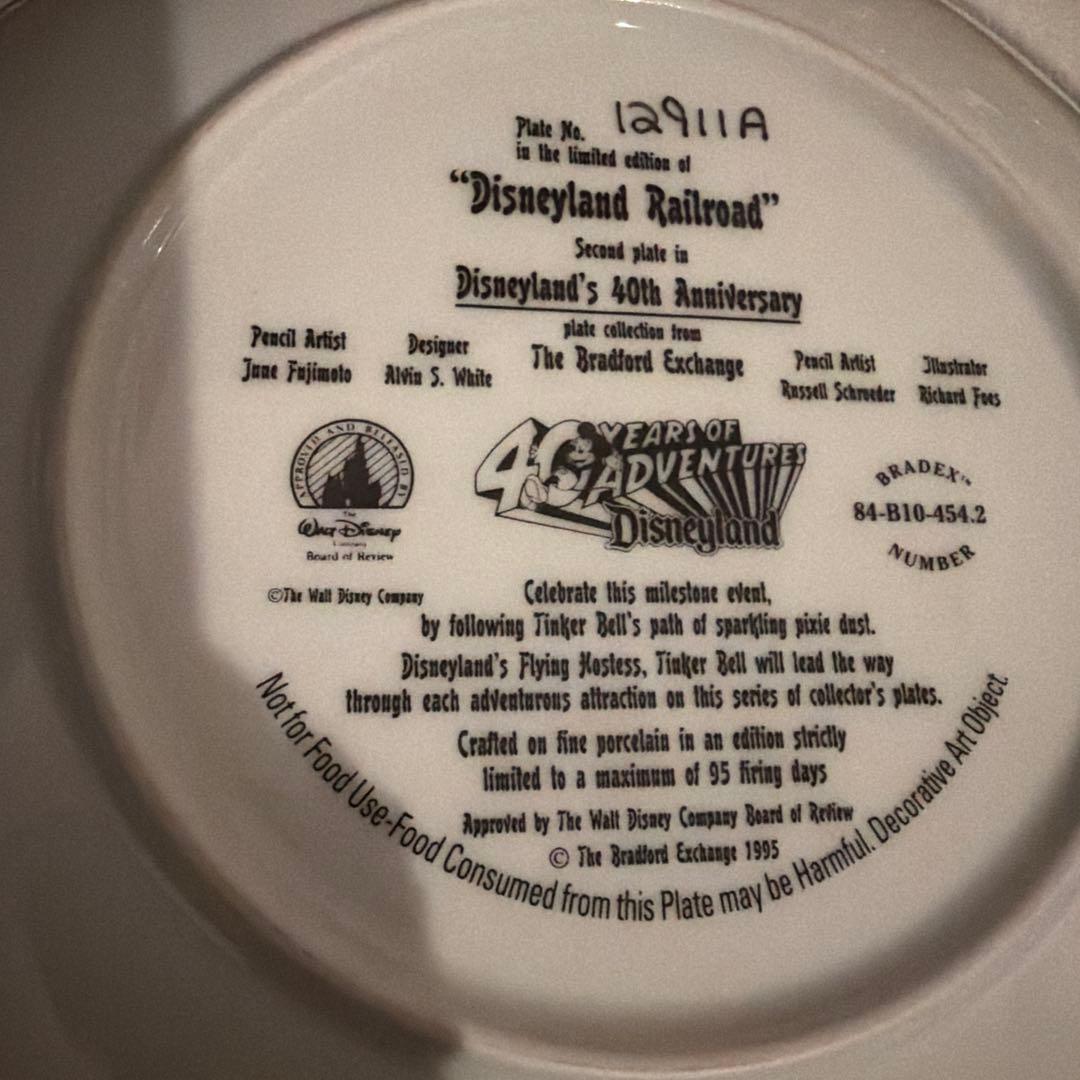 Plate No. 12911A
in the limited edition of
"Disneyland Railroad"
Second plate in
Disneyland's 40th Anniversary
plate collection from
The Bradford Exchange
Pencil Artist
June Fujimoto
Designer
Alvin S. White
Pencil Artist
Russell Schroeder
Illustrator
Richard Foes
APPROVED AND RELEASED BY
The
WALT DISNEY
Company
Board of Review
©The Walt Disney Company
40 YEARS OF
ADVENTURES
Disneyland
BRADEX™
84-B10-454.2
NUMBER
Celebrate this milestone event,
by following Tinker Bell's path of sparkling pixie dust.
Disneyland's Flying Hostess, Tinker Bell will lead the way
through each adventurous attraction on this series of collector's plates.
Crafted on fine porcelain in an edition strictly
limited to a maximum of 95 firing days
Approved by The Walt Disney Company Board of Review
© The Bradford Exchange 1995
Not for Food Use-Food Consumed from this Plate may be Harmful. Decorative Art Object.